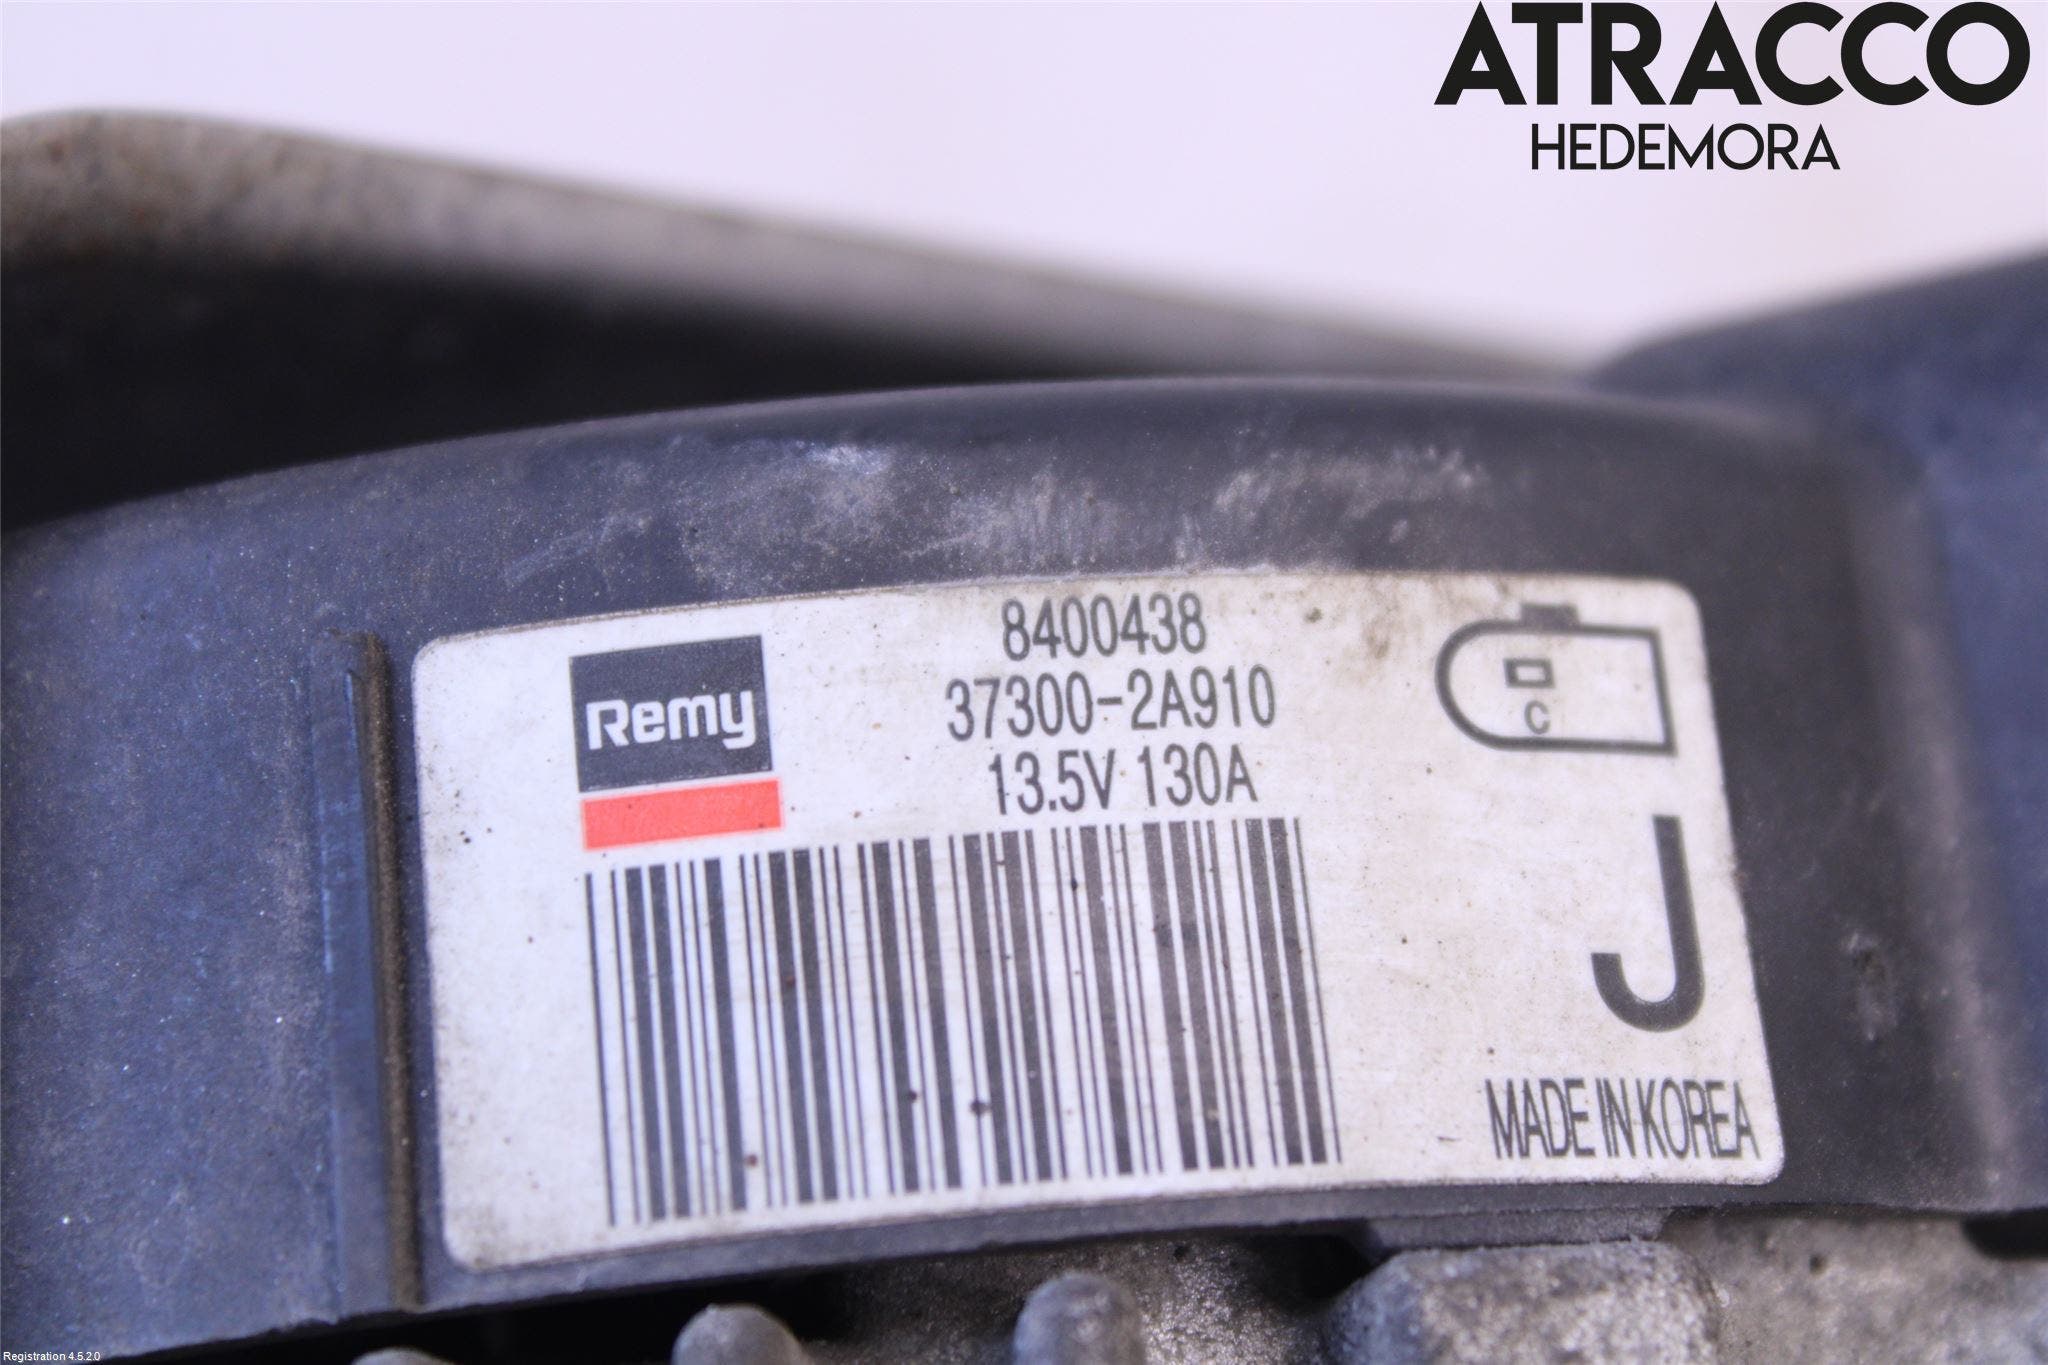 ATRACCO
HEDEMORA
8400438
37300-2A910
13.5V 130A
Remy
C
J
MADE IN KOREA
Registration 4.5.2.0